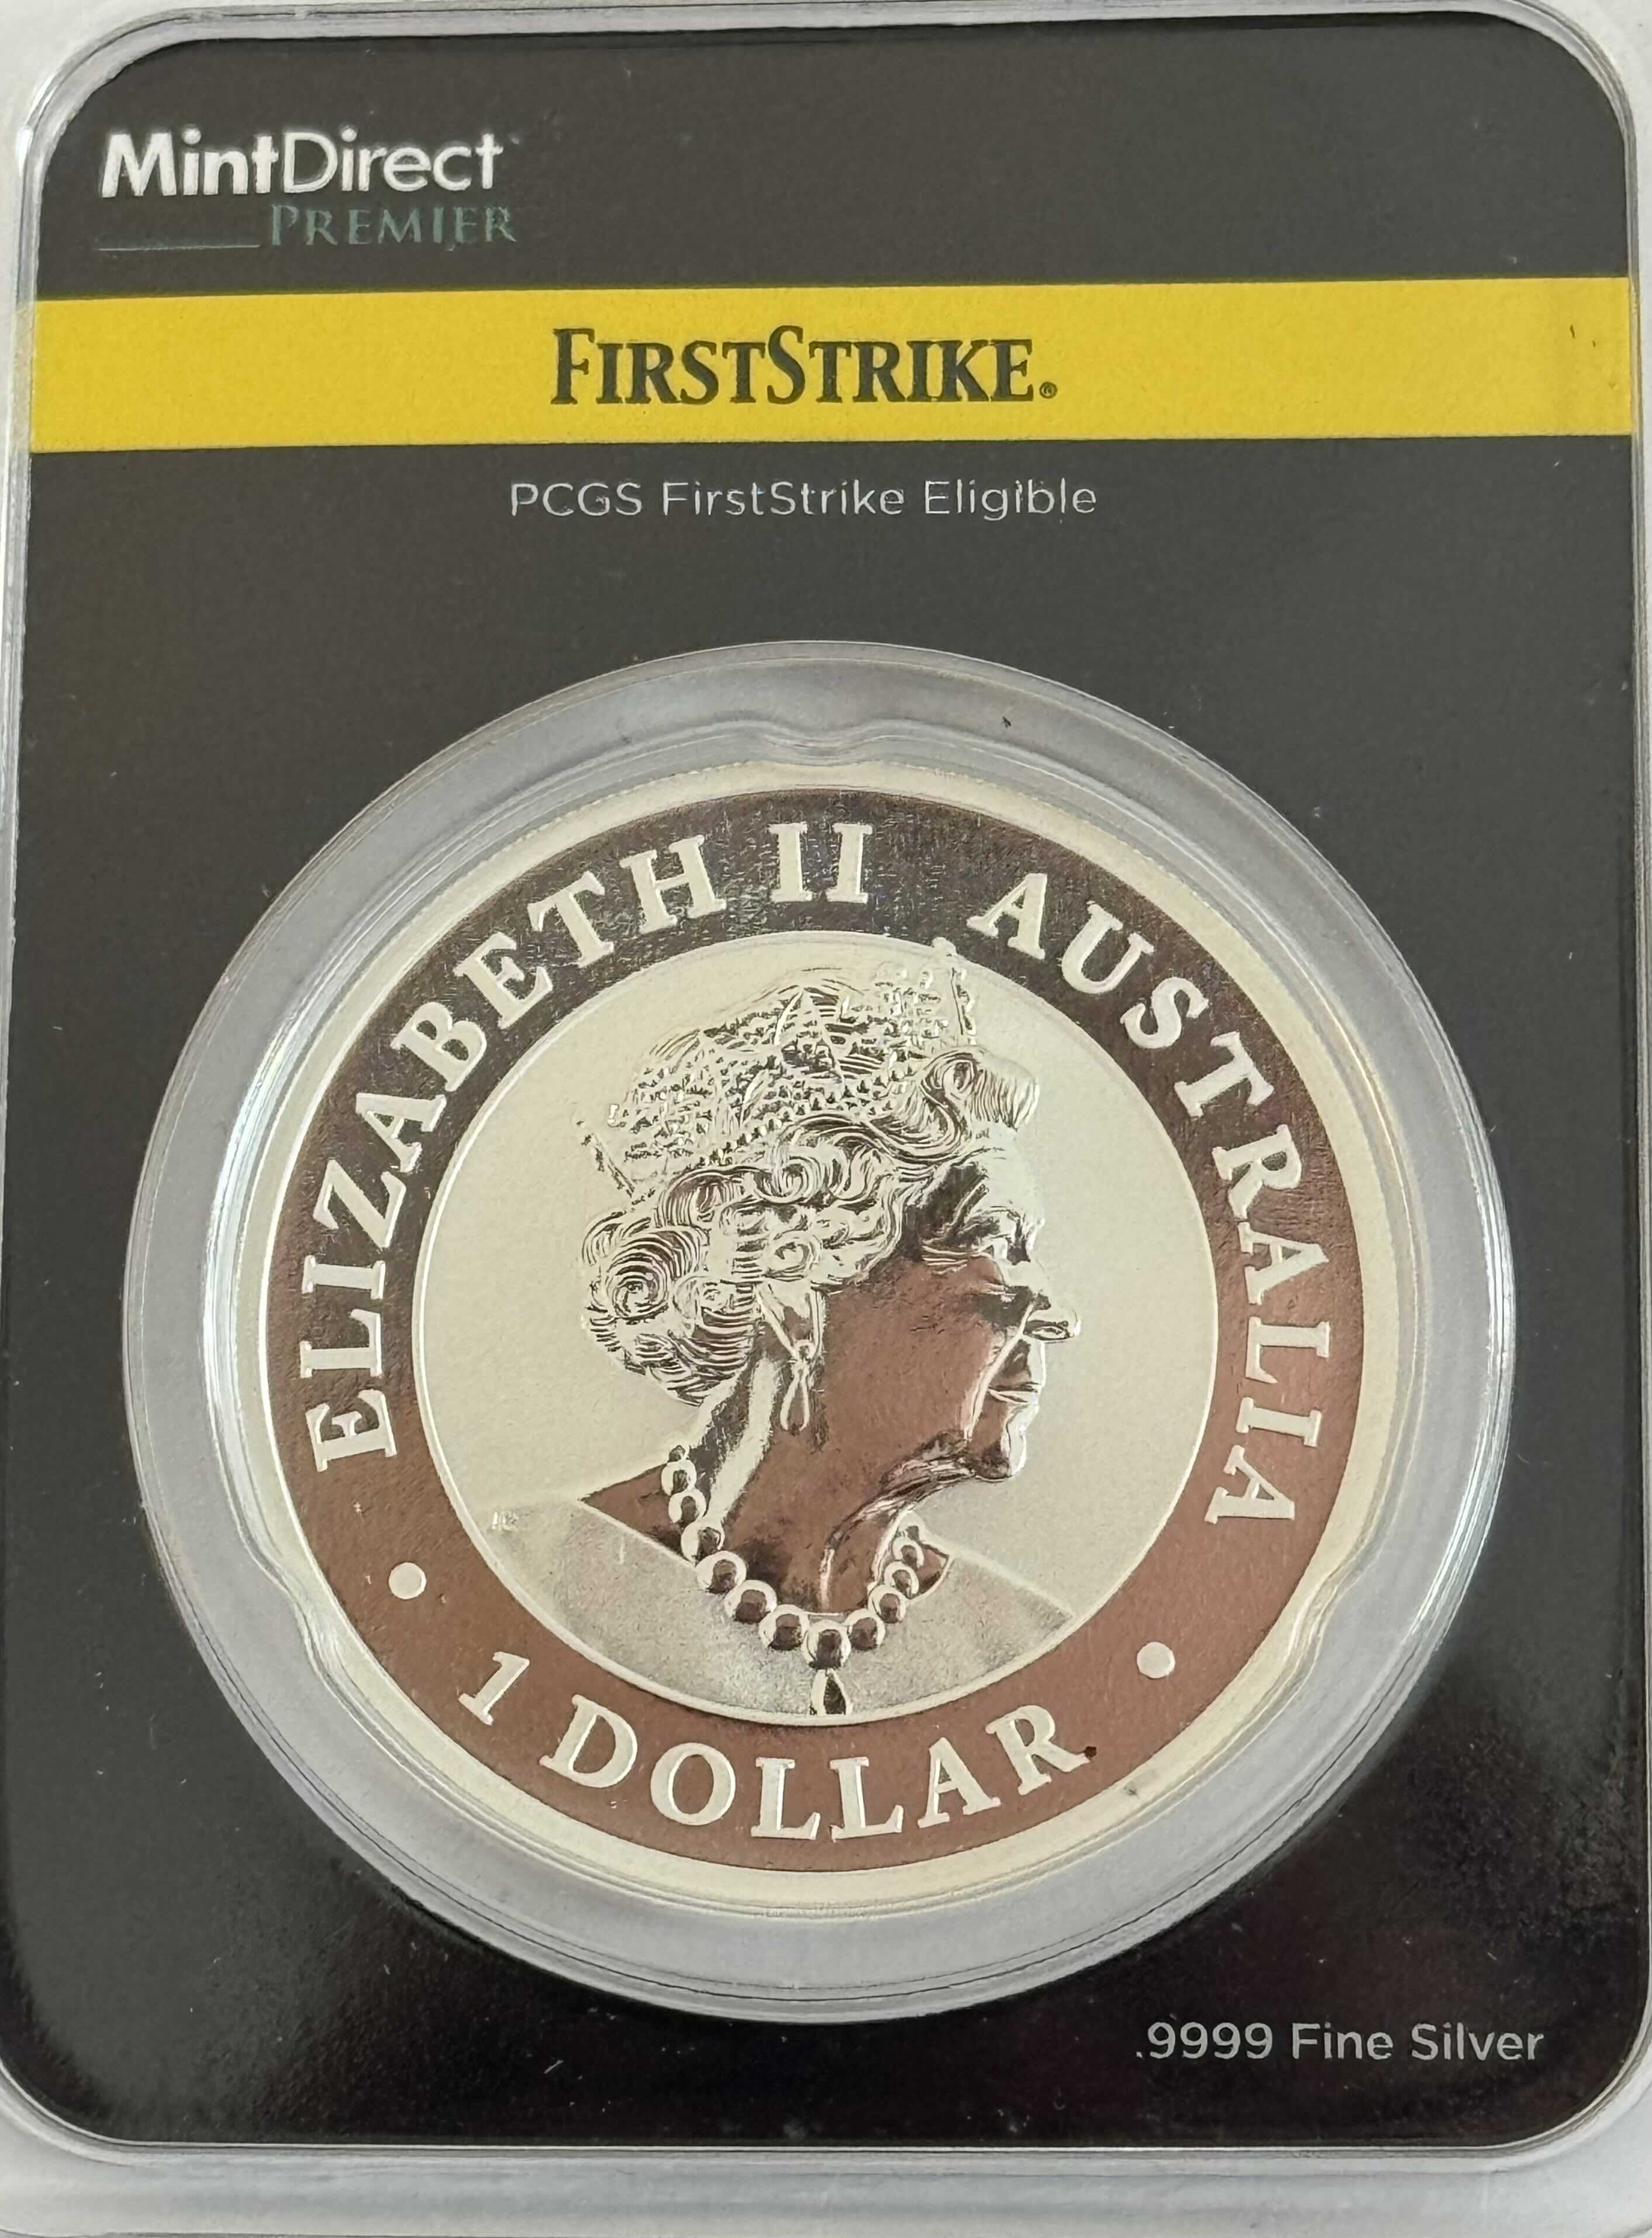 MintDirect
PREMIER
FIRSTSTRIKE®
PCGS FirstStrike Eligible
ELIZABETH II AUSTRALIA
• 1 DOLLAR •
.9999 Fine Silver